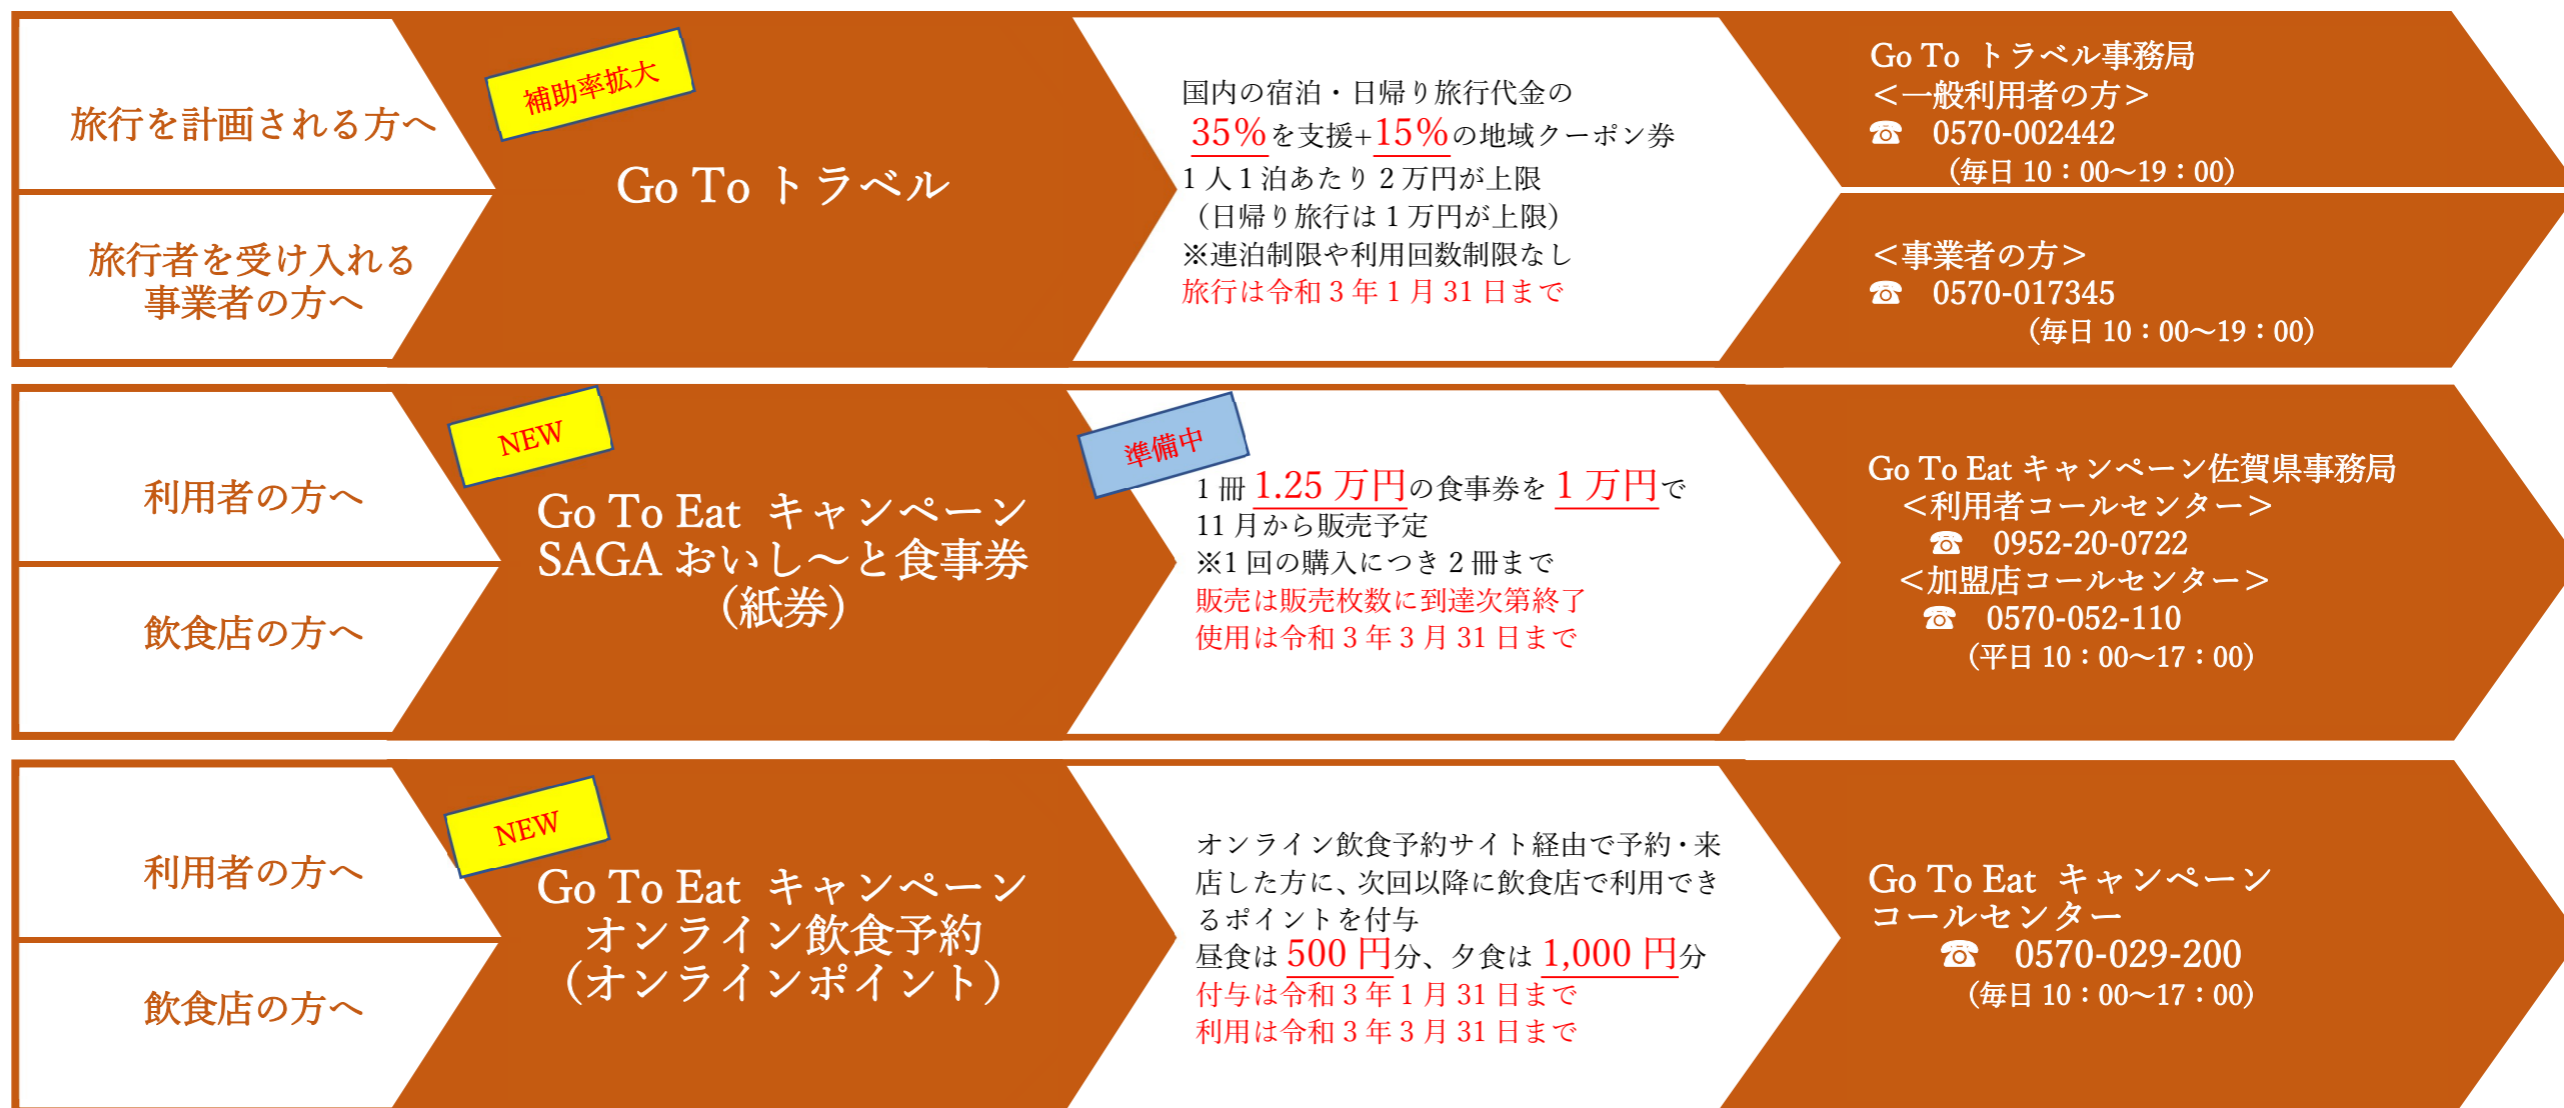 旅行を計画される方へ
旅行者を受け入れる
事業者の方へ
補助率拡大
Go To トラベル
国内の宿泊・日帰り旅行代金の
35%を支援+15%の地域クーポン券
1人1泊あたり2万円が上限
（日帰り旅行は1万円が上限）
※連泊制限や利用回数制限なし
旅行は令和3年1月31日まで
Go To トラベル事務局
＜一般利用者の方＞
☎ 0570-002442
（毎日10：00～19：00）
＜事業者の方＞
☎ 0570-017345
（毎日10：00～19：00）
利用者の方へ
飲食店の方へ
NEW
Go To Eat キャンペーン
SAGAおいし～と食事券
（紙券）
準備中
1冊1.25万円の食事券を1万円で
11月から販売予定
※1回の購入につき2冊まで
販売は販売枚数に到達次第終了
使用は令和3年3月31日まで
Go To Eat キャンペーン佐賀県事務局
＜利用者コールセンター＞
☎ 0952-20-0722
＜加盟店コールセンター＞
☎ 0570-052-110
（平日10：00～17：00）
利用者の方へ
飲食店の方へ
NEW
Go To Eat キャンペーン
オンライン飲食予約
（オンラインポイント）
オンライン飲食予約サイト経由で予約・来
店した方に、次回以降に飲食店で利用でき
るポイントを付与
昼食は500円分、夕食は1,000円分
付与は令和3年1月31日まで
利用は令和3年3月31日まで
Go To Eat キャンペーン
コールセンター
☎ 0570-029-200
（毎日10：00～17：00）